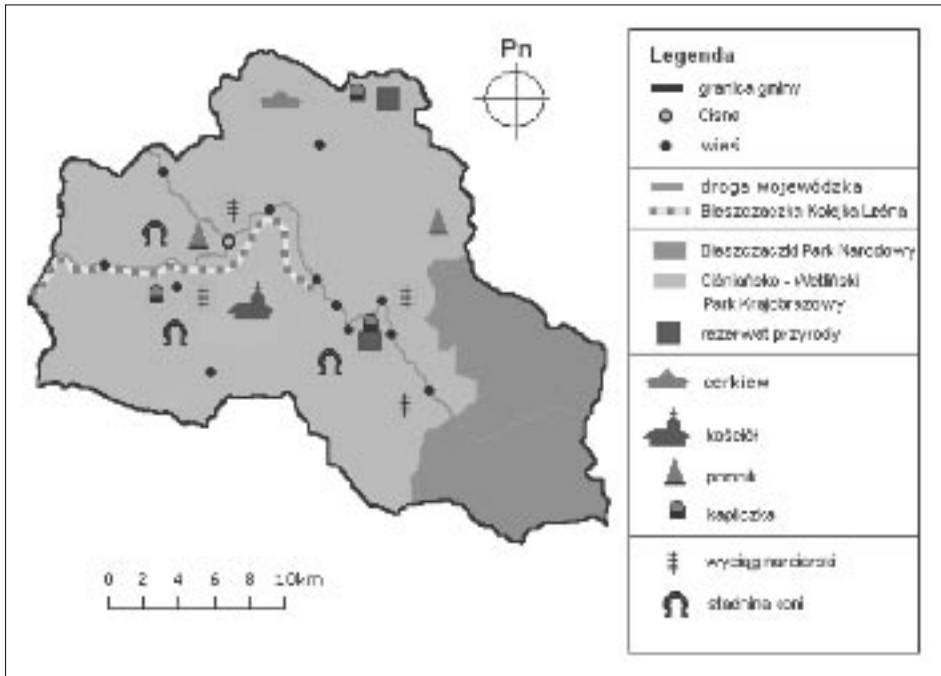 Pn
Legenda
granica gminy
Cisna
wieś
droga wojewódzka
Bieszczadzka Kolejka Leśna
Bieszczadzki Park Narodowy
Ciśniańsko - Wetliński
Park Krajobrazowy
rezerwat przyrody
cerkiew
kościół
pomnik
kapliczka
wyciąg narciarski
stadnina koni
0 2 4 6 8 10km